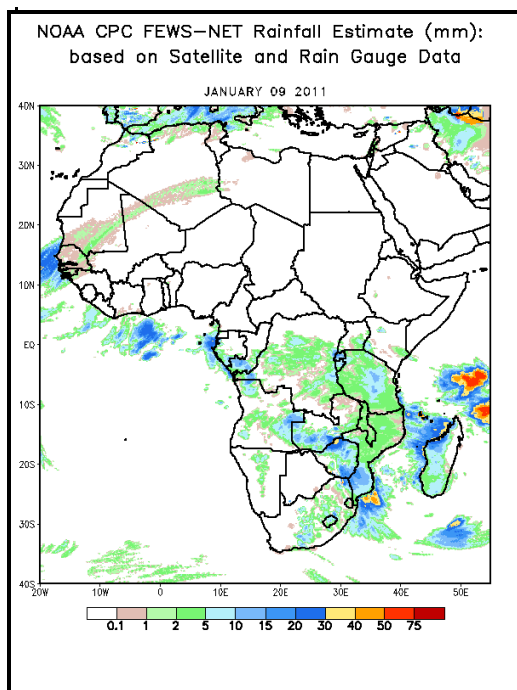 NOAA CPC FEWS-NET Rainfall Estimate (mm):
based on Satellite and Rain Gauge Data
JANUARY 09 2011
40N
30N
20N
10N
EQ
10S
20S
30S
40S
20W 10W 0 10E 20E 30E 40E 50E
0.1 1 2 5 10 15 20 30 40 50 75